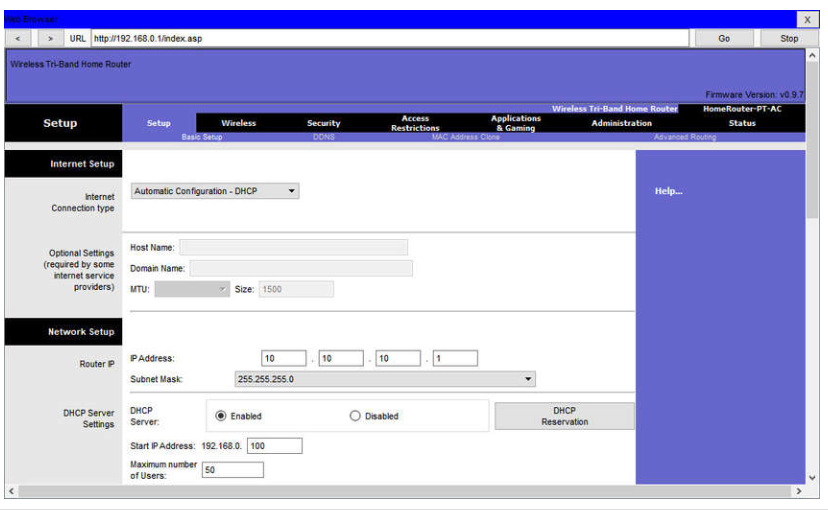 Web Browser X
< > URL http://192.168.0.1/index.asp Go Stop
Wireless Tri-Band Home Router
Firmware Version: v0.9.7
Wireless Tri-Band Home Router HomeRouter-PT-AC
Setup Setup Wireless Security Access Restrictions Applications & Gaming Administration Status
Basic Setup DDNS MAC Address Clone Advanced Routing
Internet Setup
Internet Connection type
Automatic Configuration - DHCP
Help...
Optional Settings
(required by some
internet service
providers)
Host Name:
Domain Name:
MTU: Size: 1500
Network Setup
Router IP
IP Address: 10 . 10 . 10 . 1
Subnet Mask: 255.255.255.0
DHCP Server
Settings
DHCP
Server: Enabled Disabled
DHCP
Reservation
Start IP Address: 192.168.0. 100
Maximum number
of Users: 50